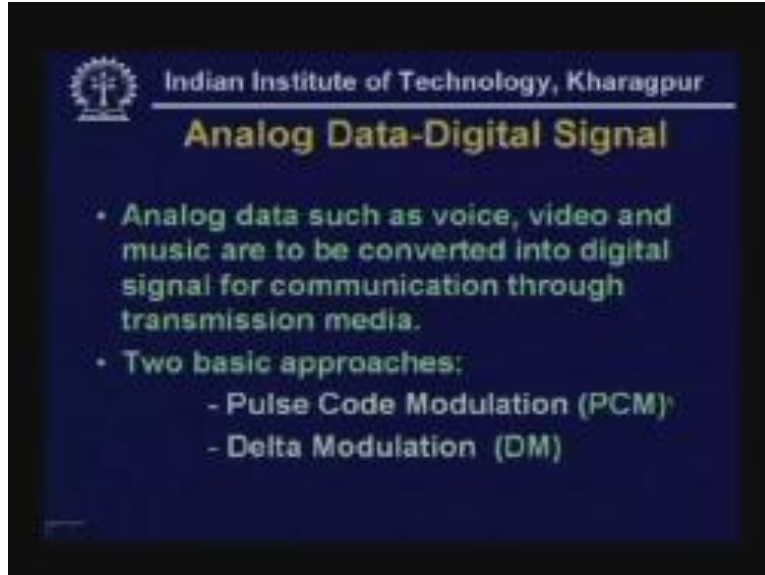 Indian Institute of Technology, Kharagpur
Analog Data-Digital Signal
• Analog data such as voice, video and
music are to be converted into digital
signal for communication through
transmission media.
• Two basic approaches:
- Pulse Code Modulation (PCM)
- Delta Modulation (DM)